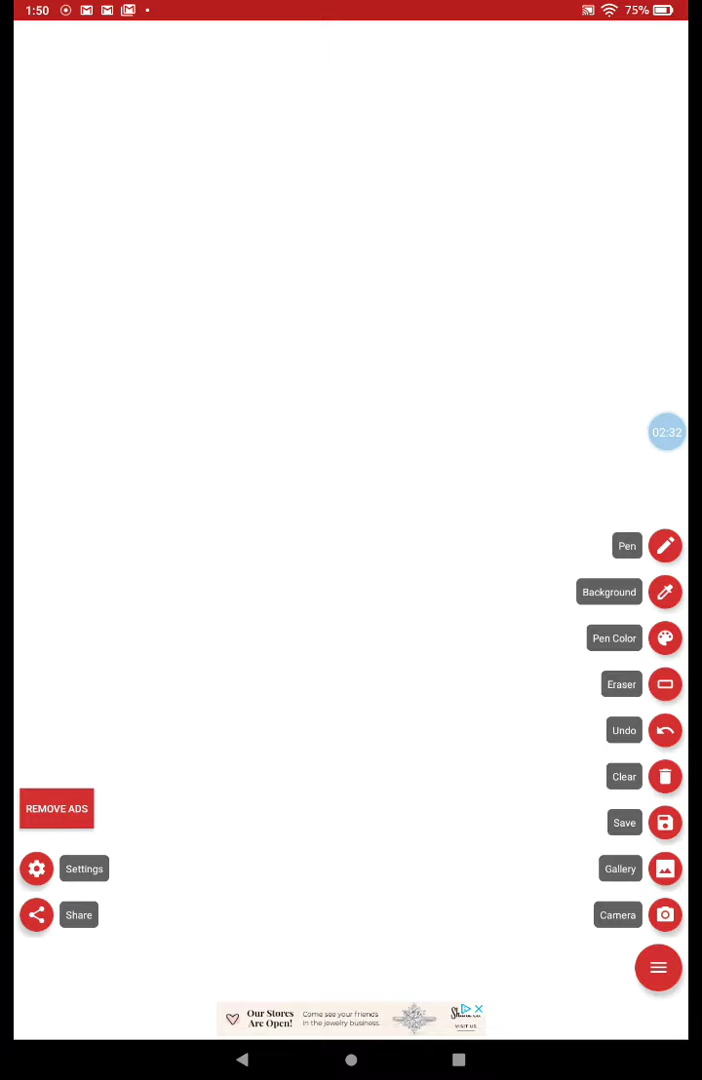 1:50
75%
02:32
Pen
Background
Pen Color
Eraser
Undo
Clear
REMOVE ADS
Save
Settings
Gallery
Share
Camera
Our Stores
Are Open!
Come see your friends
in the jewelry business.
VISIT US